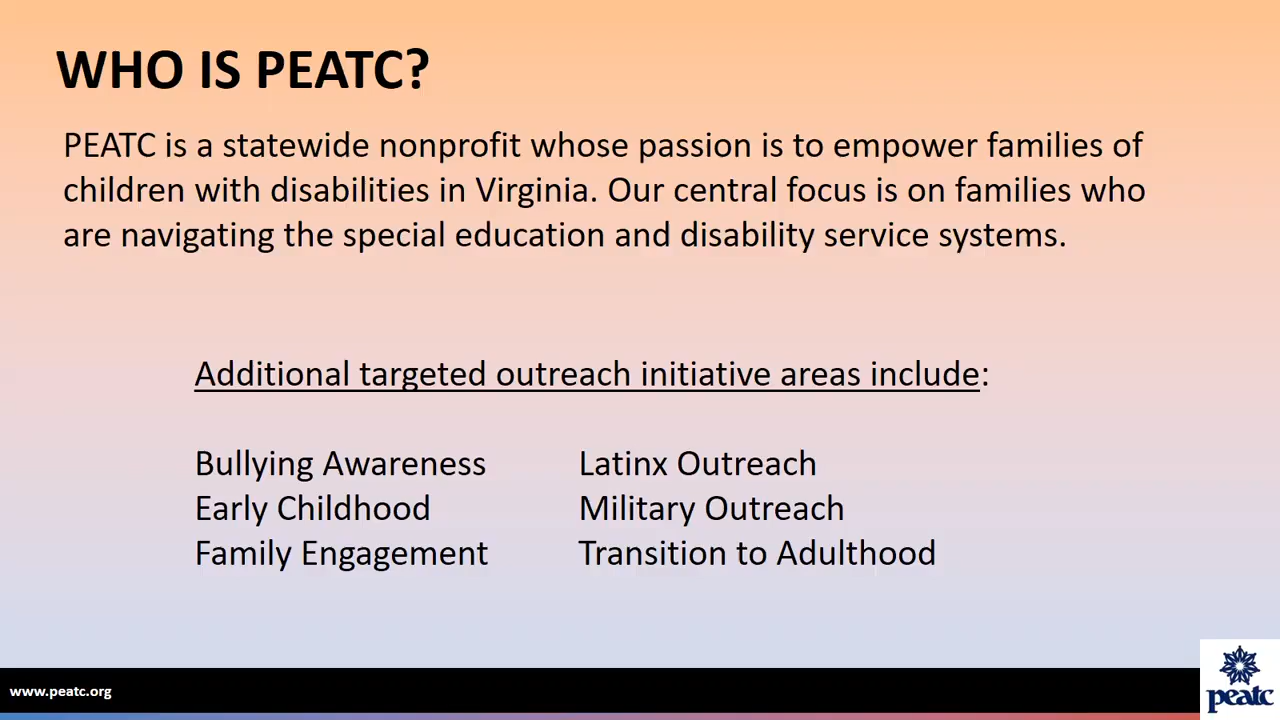 WHO IS PEATC?
PEATC is a statewide nonprofit whose passion is to empower families of
children with disabilities in Virginia. Our central focus is on families who
are navigating the special education and disability service systems.
Additional targeted outreach initiative areas include:
Bullying Awareness
Early Childhood
Family Engagement
Latinx Outreach
Military Outreach
Transition to Adulthood
www.peatc.org
peatc